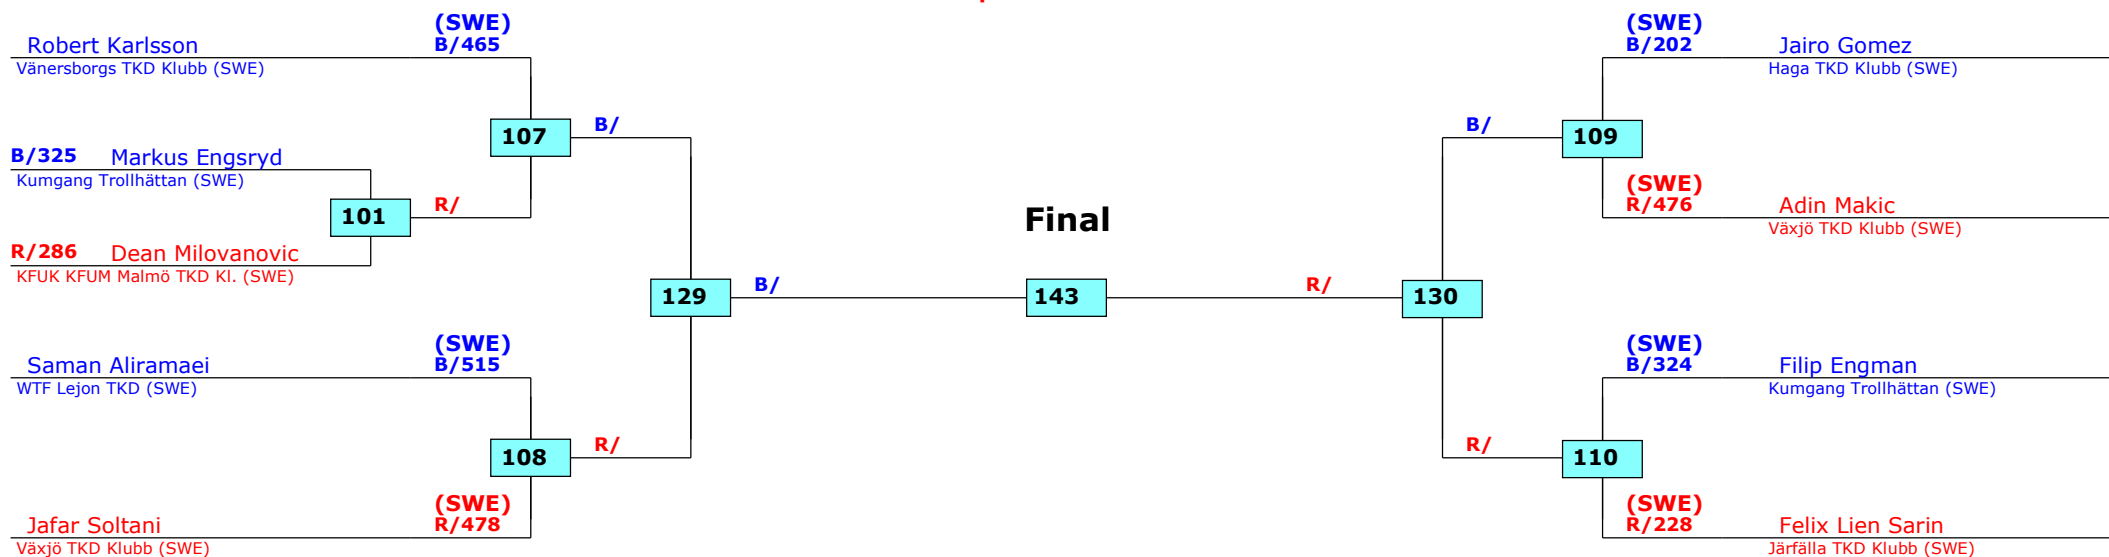 (SWE)
Robert Karlsson B/465
Vänersborgs TKD Klubb (SWE)
107
B/
B/325 Markus Engsryd
Kumgang Trollhättan (SWE)
101
R/
R/286 Dean Milovanovic
KFUK KFUM Malmö TKD Kl. (SWE)
129
B/
(SWE)
Saman Aliramaei B/515
WTF Lejon TKD (SWE)
108
R/
(SWE)
Jafar Soltani R/478
Växjö TKD Klubb (SWE)
Final
143
(SWE)
B/202 Jairo Gomez
Haga TKD Klubb (SWE)
B/
109
(SWE)
R/476 Adin Makic
Växjö TKD Klubb (SWE)
R/
130
(SWE)
B/324 Filip Engman
Kumgang Trollhättan (SWE)
R/
110
(SWE)
R/228 Felix Lien Sarin
Järfälla TKD Klubb (SWE)